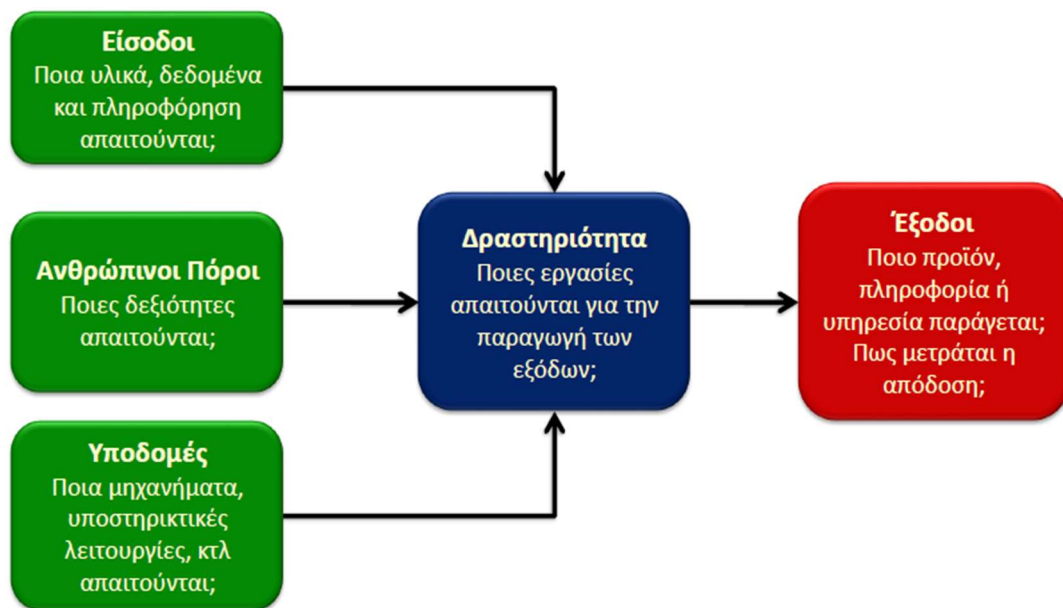 Είσοδοι
Ποια υλικά, δεδομένα
και πληροφόρηση
απαιτούνται;
Ανθρώπινοι Πόροι
Ποιες δεξιότητες
απαιτούνται;
Υποδομές
Ποια μηχανήματα,
υποστηρικτικές
λειτουργίες, κτλ
απαιτούνται;
Δραστηριότητα
Ποιες εργασίες
απαιτούνται για την
παραγωγή των
εξόδων;
Έξοδοι
Ποιο προϊόν,
πληροφορία ή
υπηρεσία παράγεται;
Πως μετράται η
απόδοση;